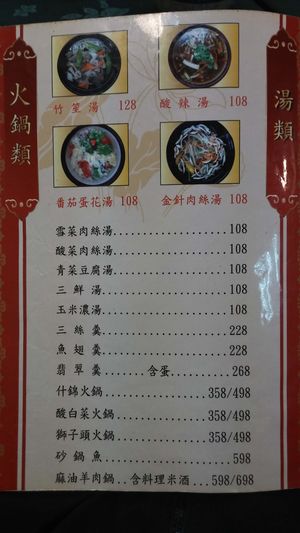 火鍋類
湯類
竹笙湯 128
酸辣湯 108
番茄蛋花湯 108
金針肉絲湯 108
雪菜肉絲湯......................108
酸菜肉絲湯......................108
青菜豆腐湯......................108
三鮮湯......................108
玉米濃湯......................108
三絲羹......................228
魚翅羹......................228
翡翠羹........含蛋........268
什錦火鍋..................358/498
酸白菜火鍋..............358/498
獅子頭火鍋..............358/498
砂鍋魚......................598
麻油羊肉鍋..含料理米酒..598/698